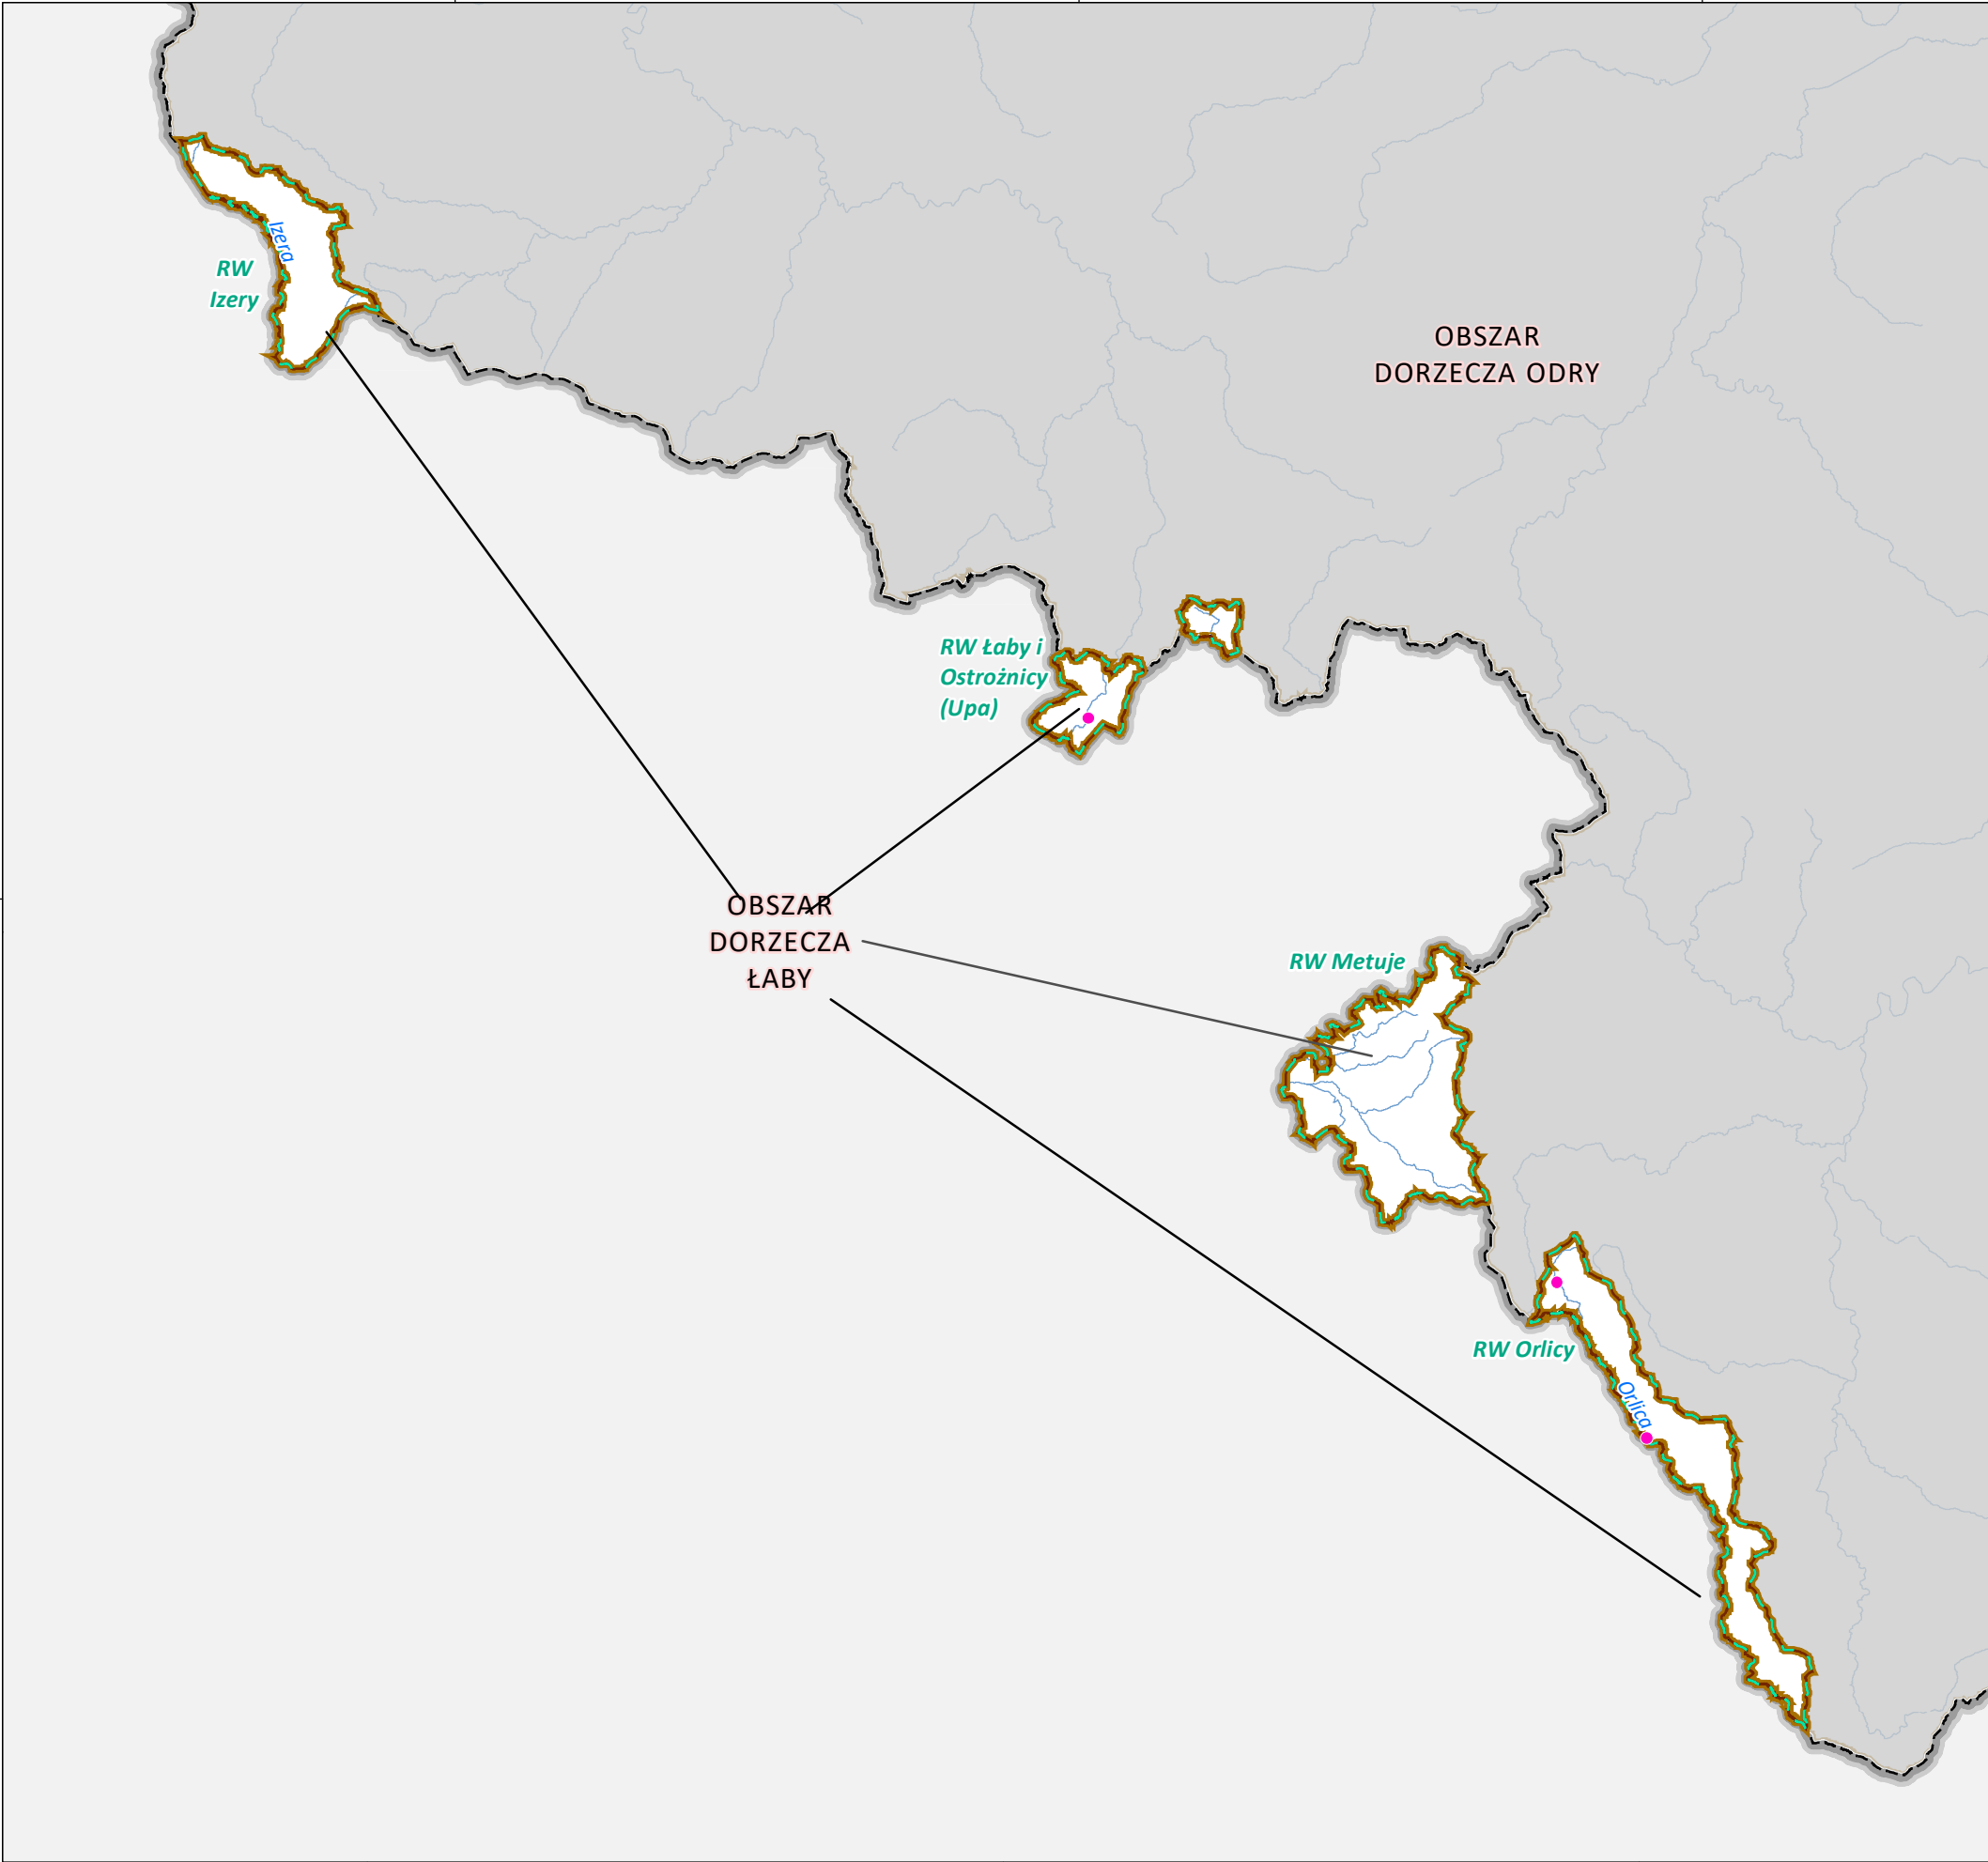 Izera
RW
Izery
OBSZAR
DORZECZA ODRY
RW Łaby i
Ostrożnicy
(Upa)
OBSZAR
DORZECZA
ŁABY
RW Metuje
RW Orlicy
Orlica